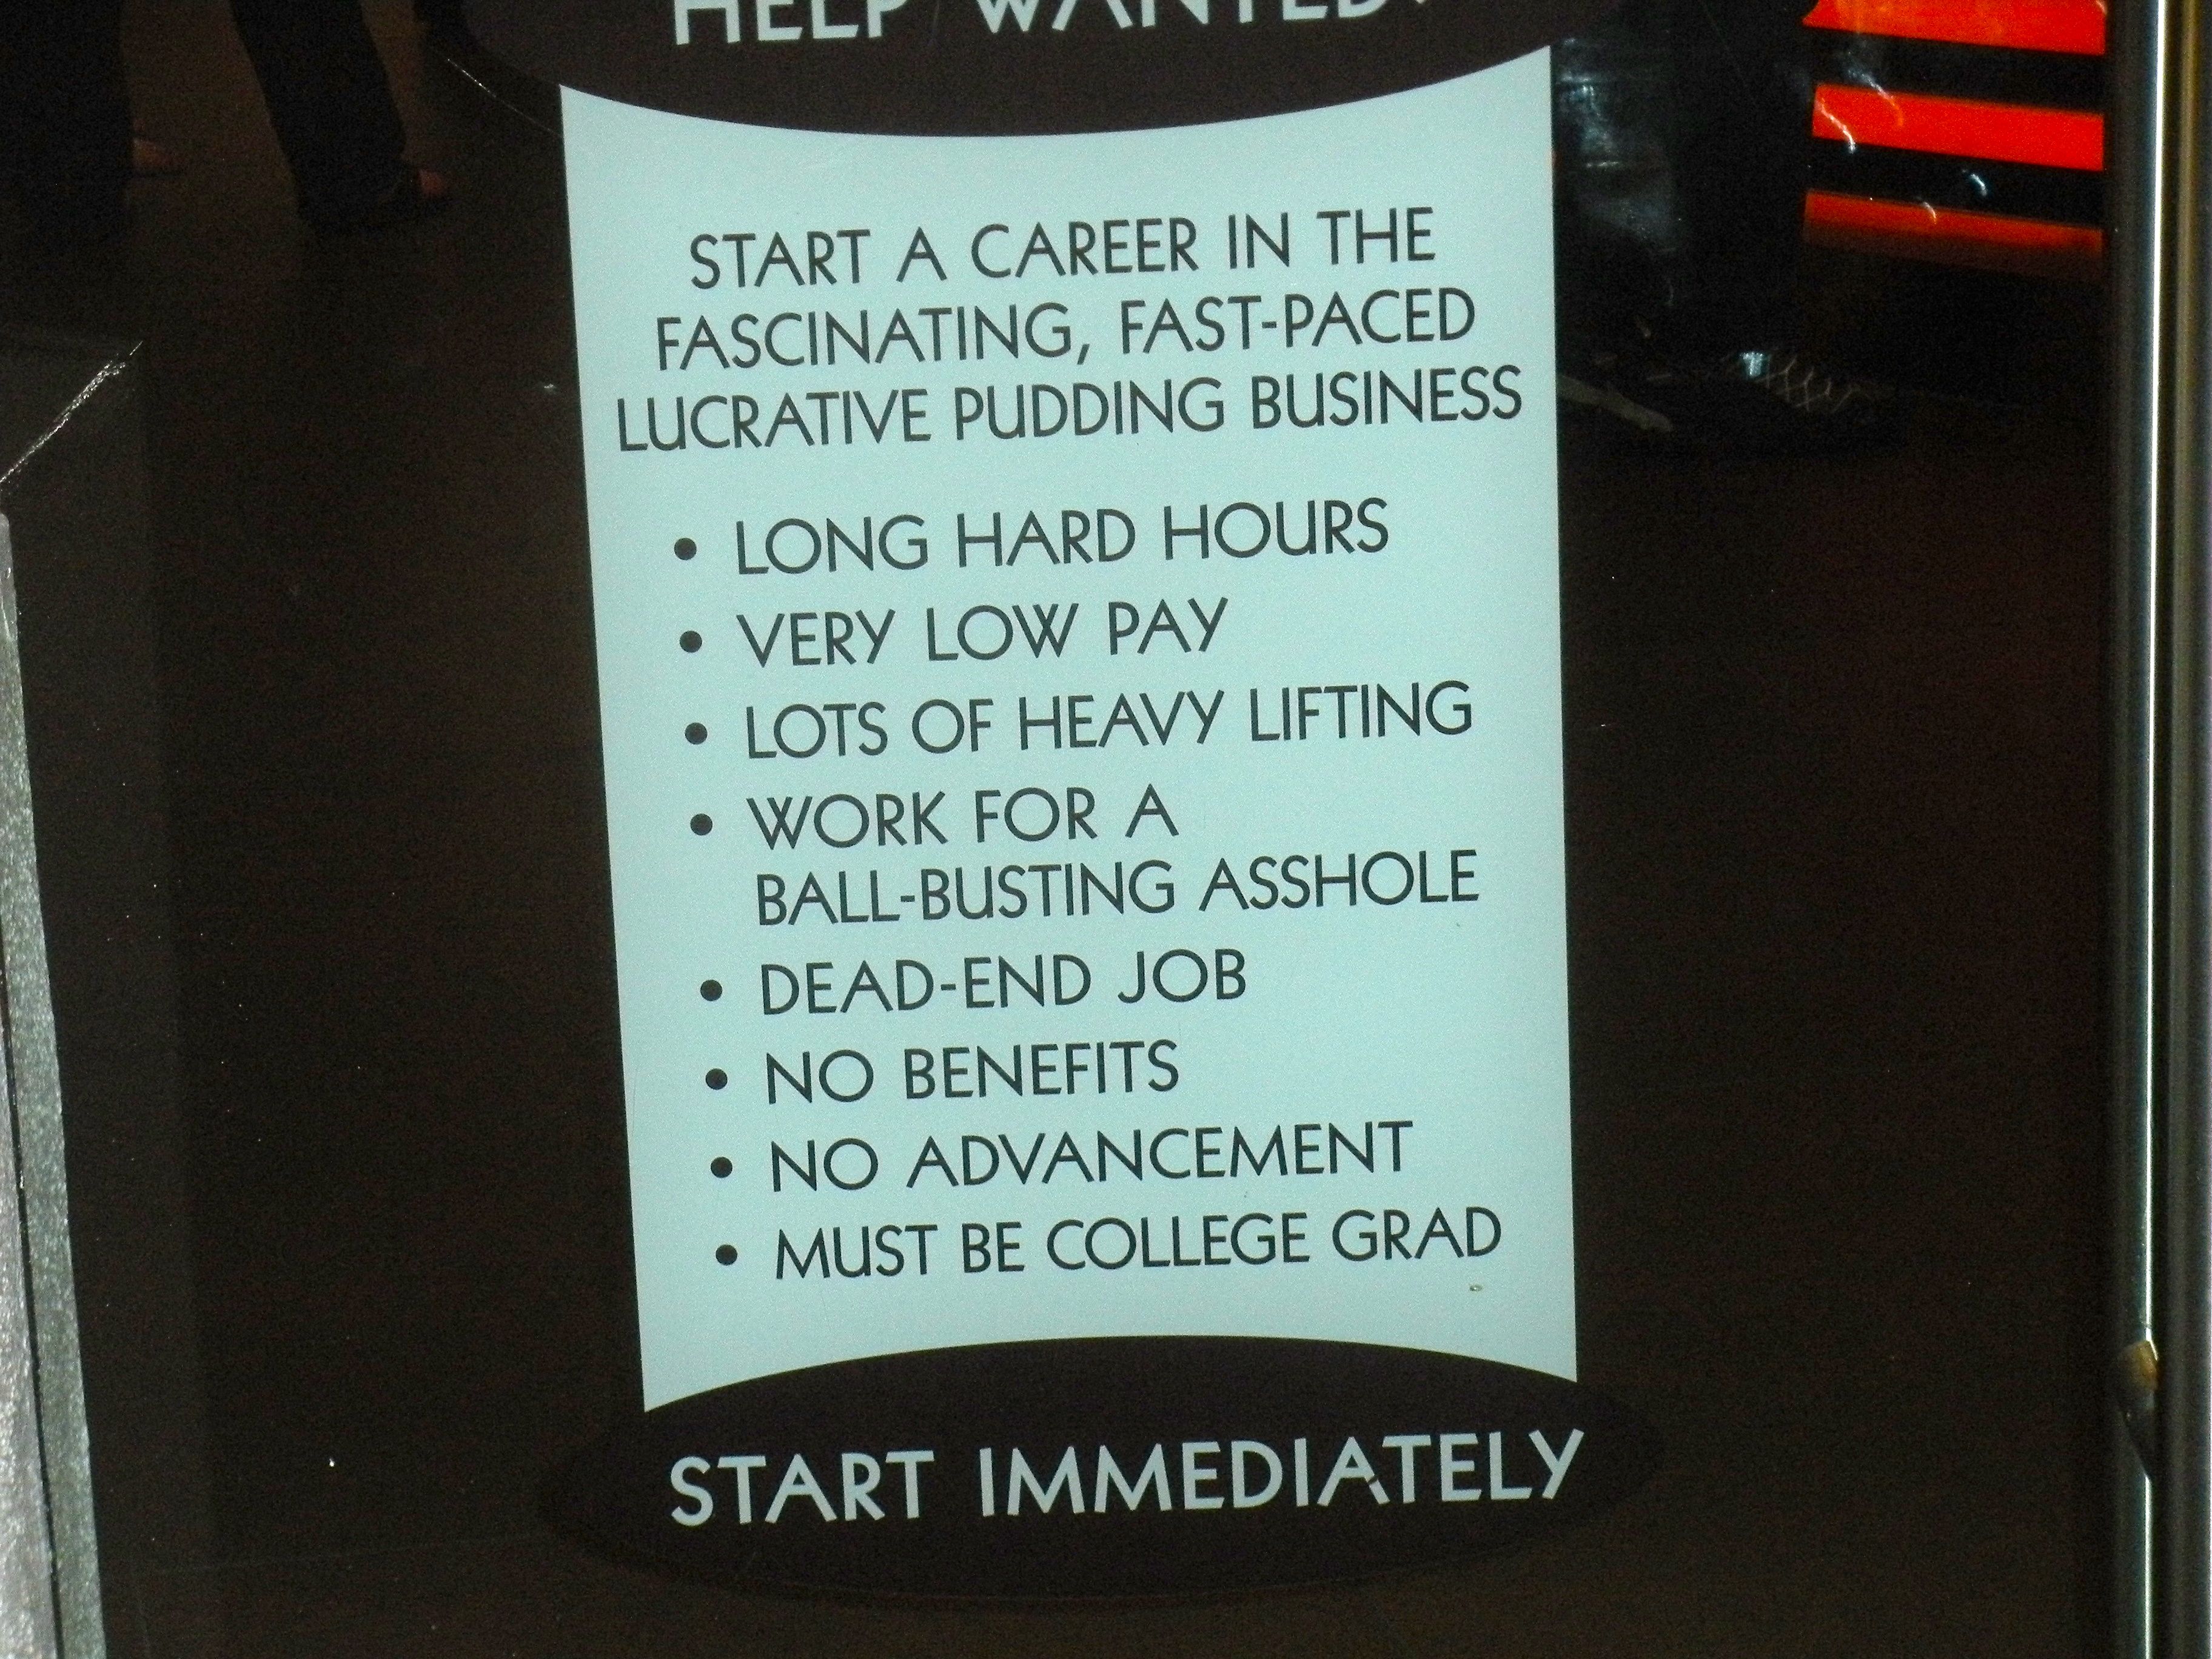 HELP WANTED!
START A CAREER IN THE
FASCINATING, FAST-PACED
LUCRATIVE PUDDING BUSINESS
• LONG HARD HOURS
• VERY LOW PAY
• LOTS OF HEAVY LIFTING
• WORK FOR A
BALL-BUSTING ASSHOLE
• DEAD-END JOB
• NO BENEFITS
• NO ADVANCEMENT
• MUST BE COLLEGE GRAD
START IMMEDIATELY